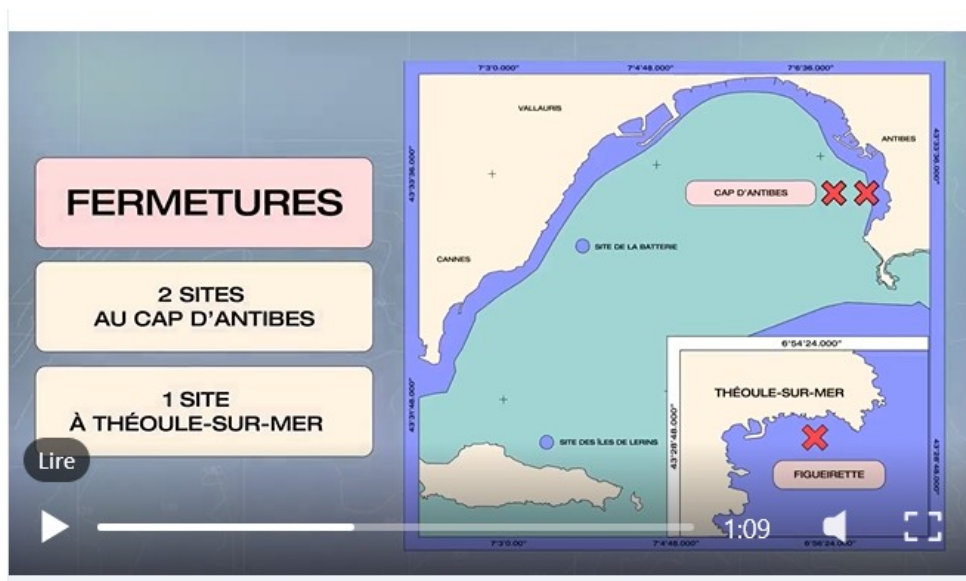 FERMETURES
2 SITES
AU CAP D'ANTIBES
1 SITE
À THÉOULE-SUR-MER
Lire
7°3'0.000"
7°4'48.000"
7°6'36.000"
VALLAURIS
ANTIBES
43°33'36.000"
43°33'36.000"
CAP D'ANTIBES
SITE DE LA BATTERIE
CANNES
6°54'24.000"
THÉOULE-SUR-MER
43°31'48.000"
43°28'48.000"
43°28'48.000"
SITE DES ÎLES DE LERINS
FIGUEIRETTE
1:09
7°3'0.00"
7°4'48.000"